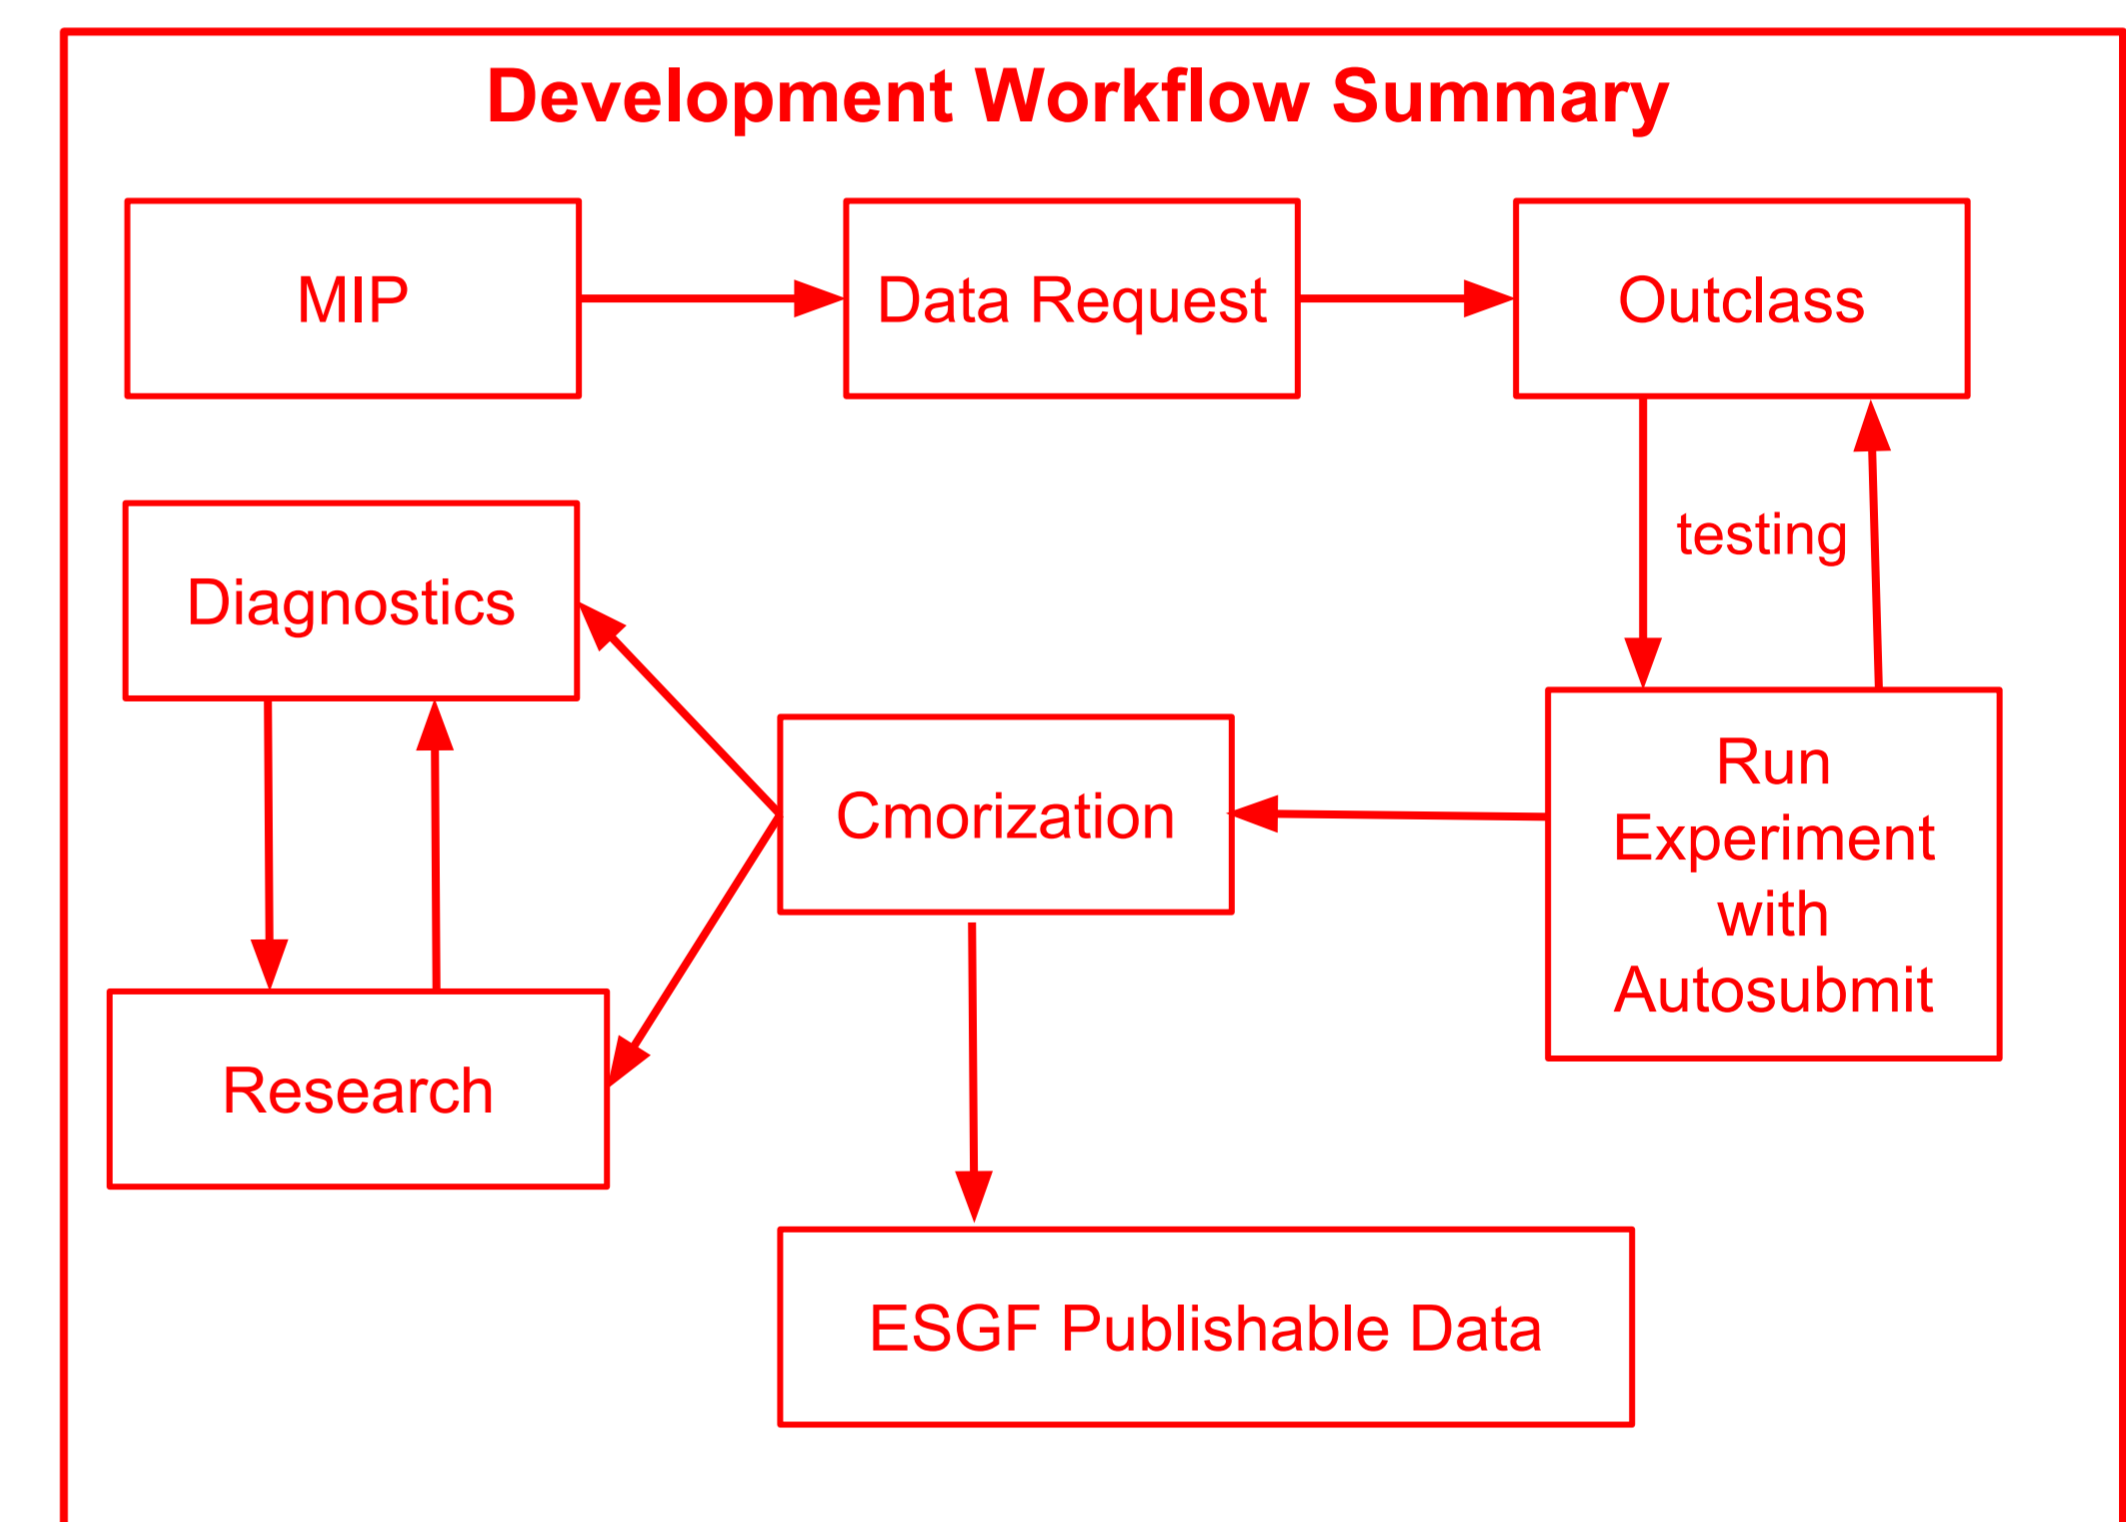 Development Workflow Summary
MIP
Data Request
Outclass
testing
Diagnostics
Cmorization
Run
Experiment
with
Autosubmit
Research
ESGF Publishable Data